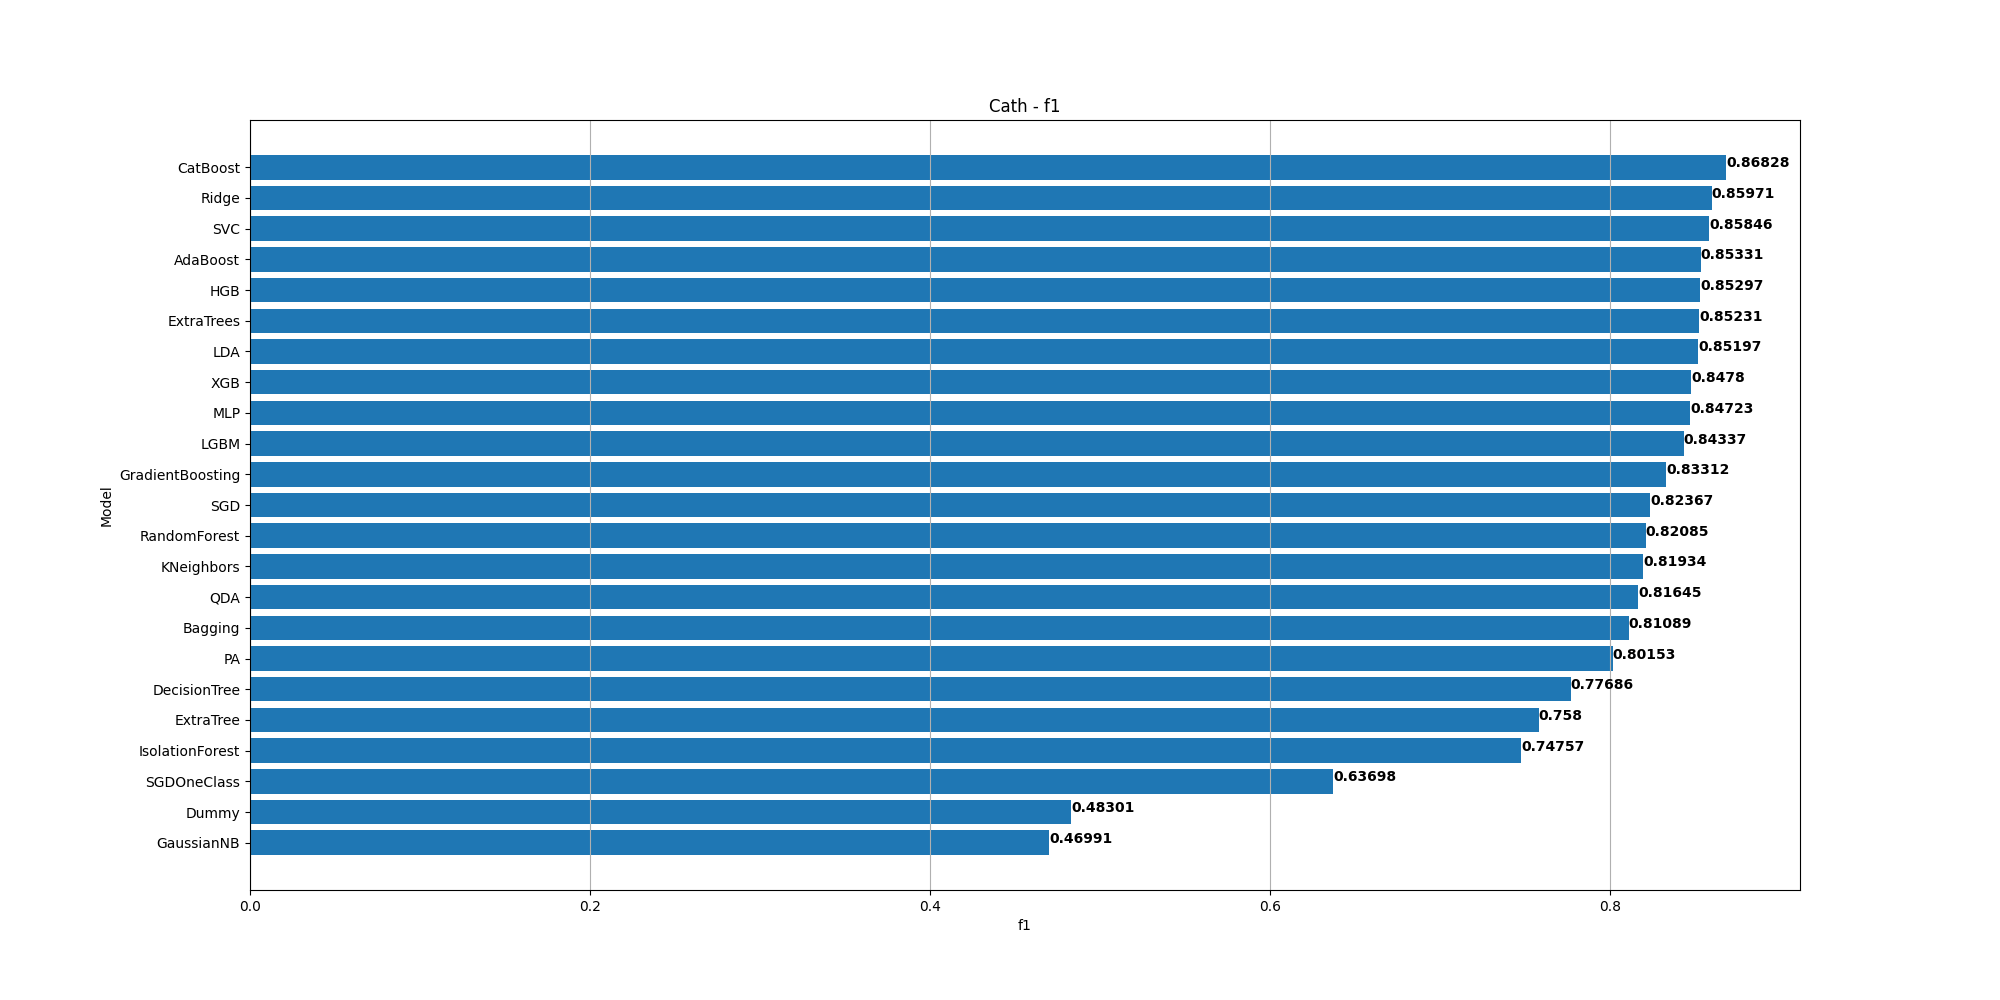 Cath - f1
Model
CatBoost 0.86828
Ridge 0.85971
SVC 0.85846
AdaBoost 0.85331
HGB 0.85297
ExtraTrees 0.85231
LDA 0.85197
XGB 0.8478
MLP 0.84723
LGBM 0.84337
GradientBoosting 0.83312
SGD 0.82367
RandomForest 0.82085
KNeighbors 0.81934
QDA 0.81645
Bagging 0.81089
PA 0.80153
DecisionTree 0.77686
ExtraTree 0.758
IsolationForest 0.74757
SGDOneClass 0.63698
Dummy 0.48301
GaussianNB 0.46991
0.0 0.2 0.4 0.6 0.8
f1